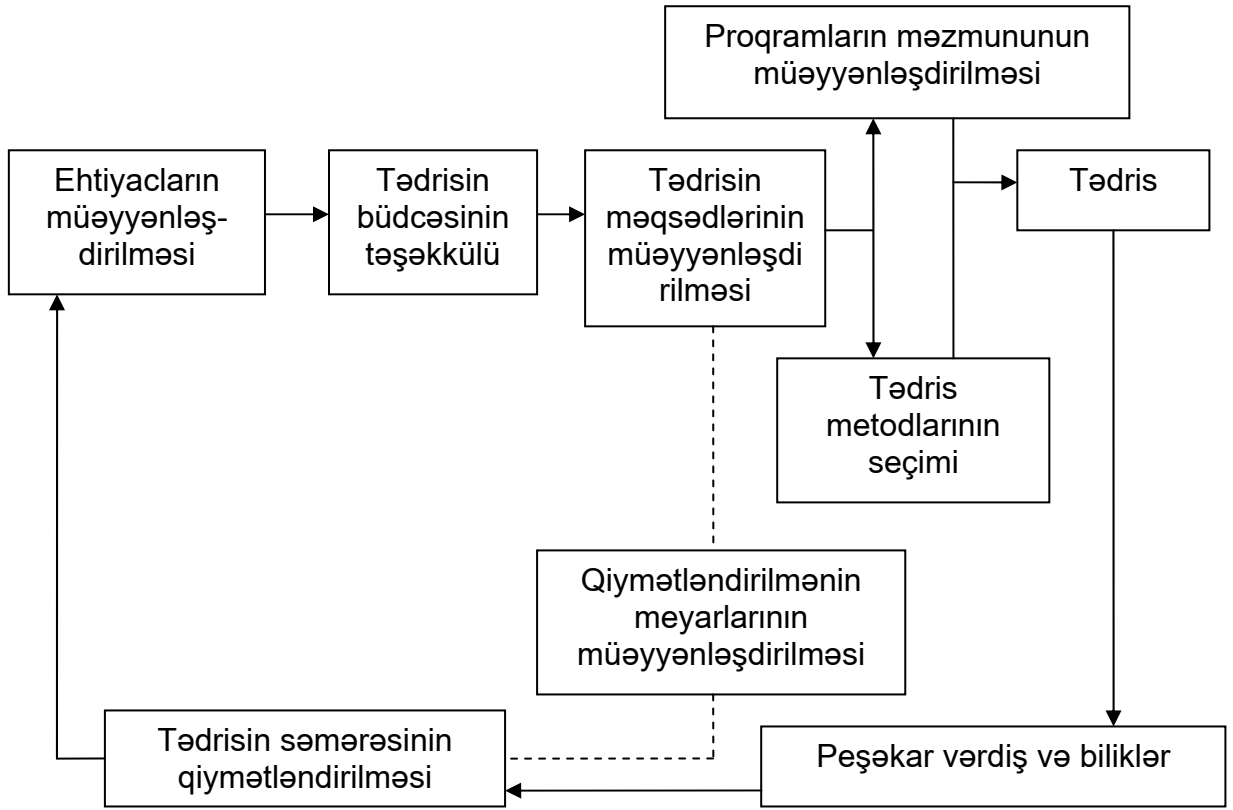 Proqramların məzmununun
müəyyənləşdirilməsi
Ehtiyacların
müəyyənləş-
dirilməsi
Tədrisin
büdcəsinin
təşəkkülü
Tədrisin
məqsədlərinin
müəyyənləşdi
rilməsi
Tədris
Tədris
metodlarının
seçimi
Qiymətləndirilmənin
meyarlarının
müəyyənləşdirilməsi
Tədrisin səmərəsinin
qiymətləndirilməsi
Peşəkar vərdiş və biliklər